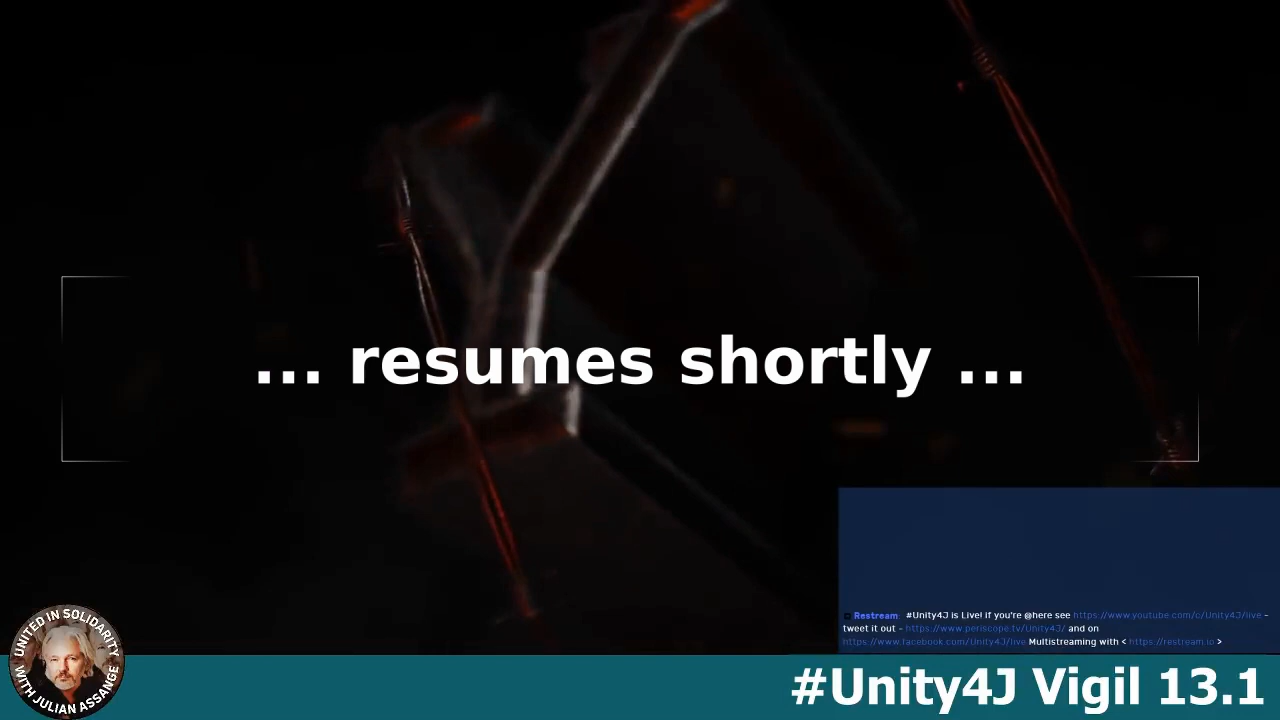 ... resumes shortly ...
Restream: #Unity4J is Live! if you're @here see https://www.youtube.com/c/Unity4J/live -
tweet it out - https://www.periscope.tv/Unity4J/ and on
https://www.facebook.com/Unity4J/live Multistreaming with < https://restream.io >
UNITED IN SOLIDARITY
WITH JULIAN ASSANGE
#Unity4J Vigil 13.1